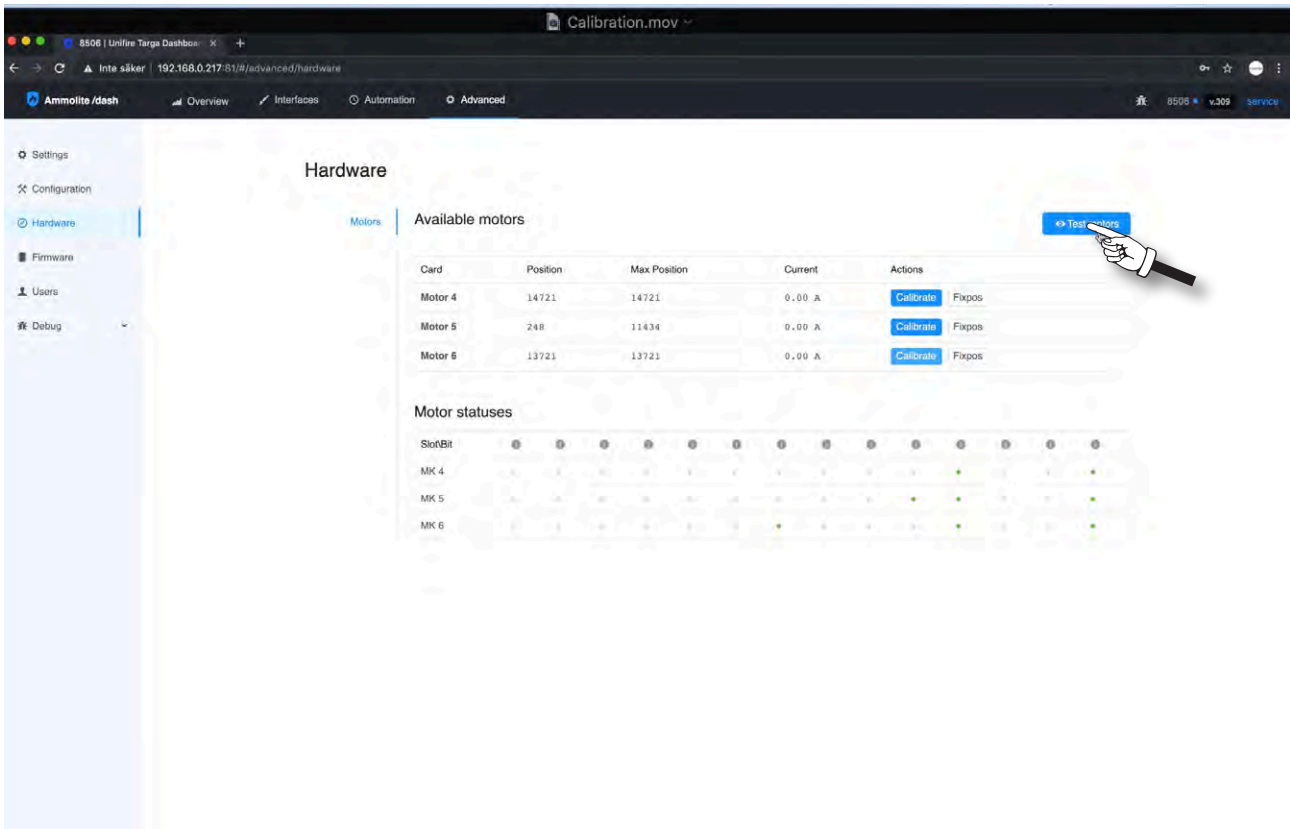 Calibration.mov
8506 | Unifire Targa Dashboar
Inte säker 192.168.0.217:81/#/advanced/hardware
Ammolite /dash Overview Interfaces Automation Advanced 8506 v.309 service
Settings
Configuration
Hardware
Firmware
Users
Debug
Hardware
Motors
Available motors
Test motors
Card Position Max Position Current Actions
Motor 4 14721 14721 0.00 A Calibrate Fixpos
Motor 5 248 11434 0.00 A Calibrate Fixpos
Motor 6 13721 13721 0.00 A Calibrate Fixpos
Motor statuses
Slot\Bit
MK 4
MK 5
MK 6